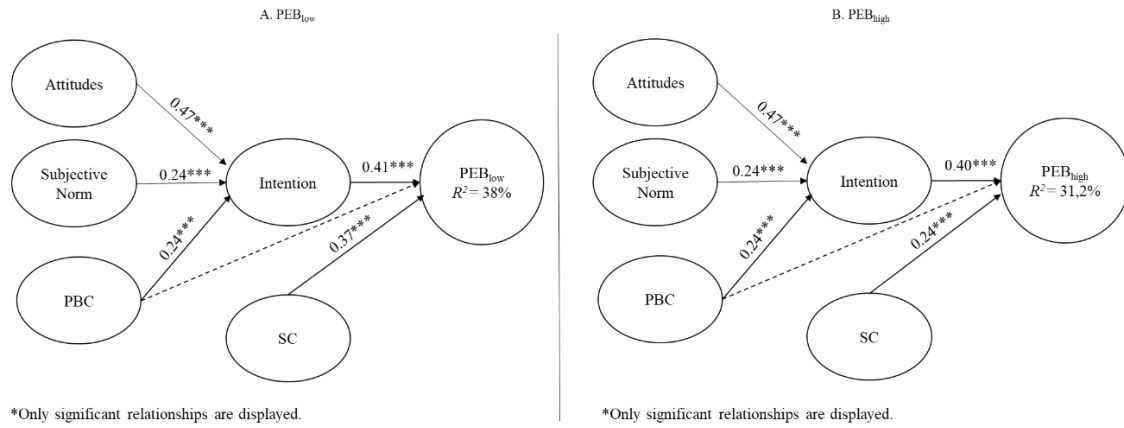 A. PEBlow
Attitudes
0.47***
Subjective
Norm
0.24***
Intention
0.41***
PEBlow
R²= 38%
0.24***
0.37***
PBC
SC
*Only significant relationships are displayed.
B. PEBhigh
Attitudes
0.47***
Subjective
Norm
0.24***
Intention
0.40***
PEBhigh
R²= 31,2%
0.24***
0.24***
PBC
SC
*Only significant relationships are displayed.